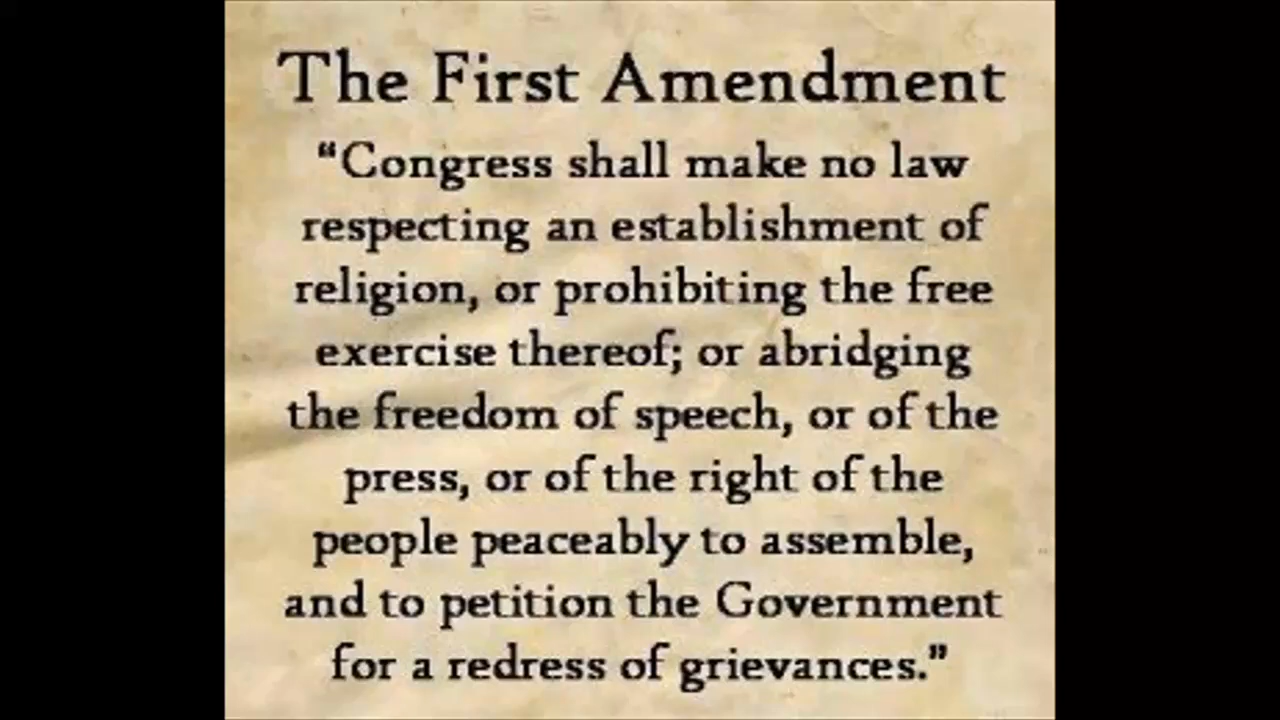 The First Amendment
“Congress shall make no law
respecting an establishment of
religion, or prohibiting the free
exercise thereof; or abridging
the freedom of speech, or of the
press, or of the right of the
people peaceably to assemble,
and to petition the Government
for a redress of grievances.”